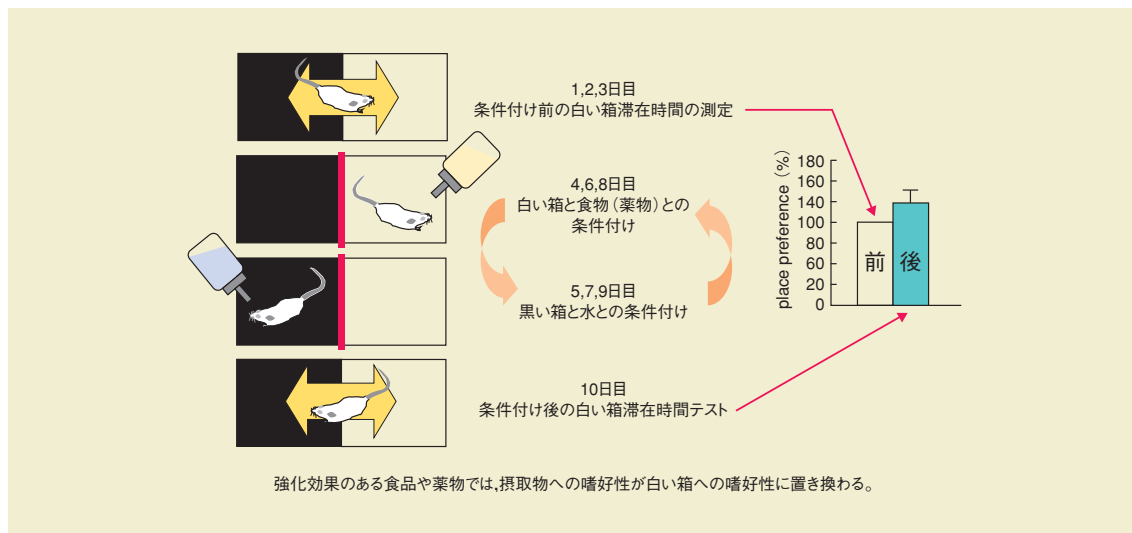 1,2,3日目
条件付け前の白い箱滞在時間の測定
4,6,8日目
白い箱と食物(薬物)との
条件付け
5,7,9日目
黒い箱と水との条件付け
10日目
条件付け後の白い箱滞在時間テスト
place preference(%)
180
160
140
100
80
60
20
0
前
後
強化効果のある食品や薬物では,摂取物への嗜好性が白い箱への嗜好性に置き換わる。